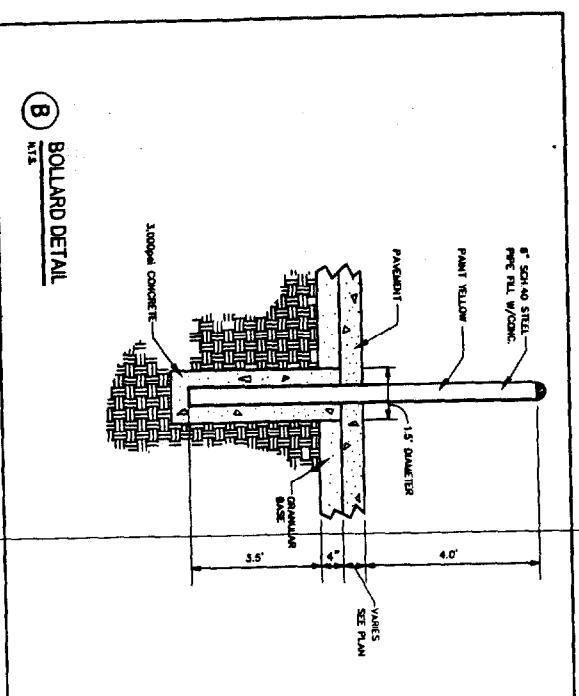 6" SCH.40 STEEL
PIPE FILL W/CONC.
PAINT YELLOW
PAVEMENT
1.5' DIAMETER
GRANULAR
BASE
3,000psi CONCRETE
4.0'
VARIES
SEE PLAN
4"
3.5'
B
BOLLARD DETAIL
N.T.S.